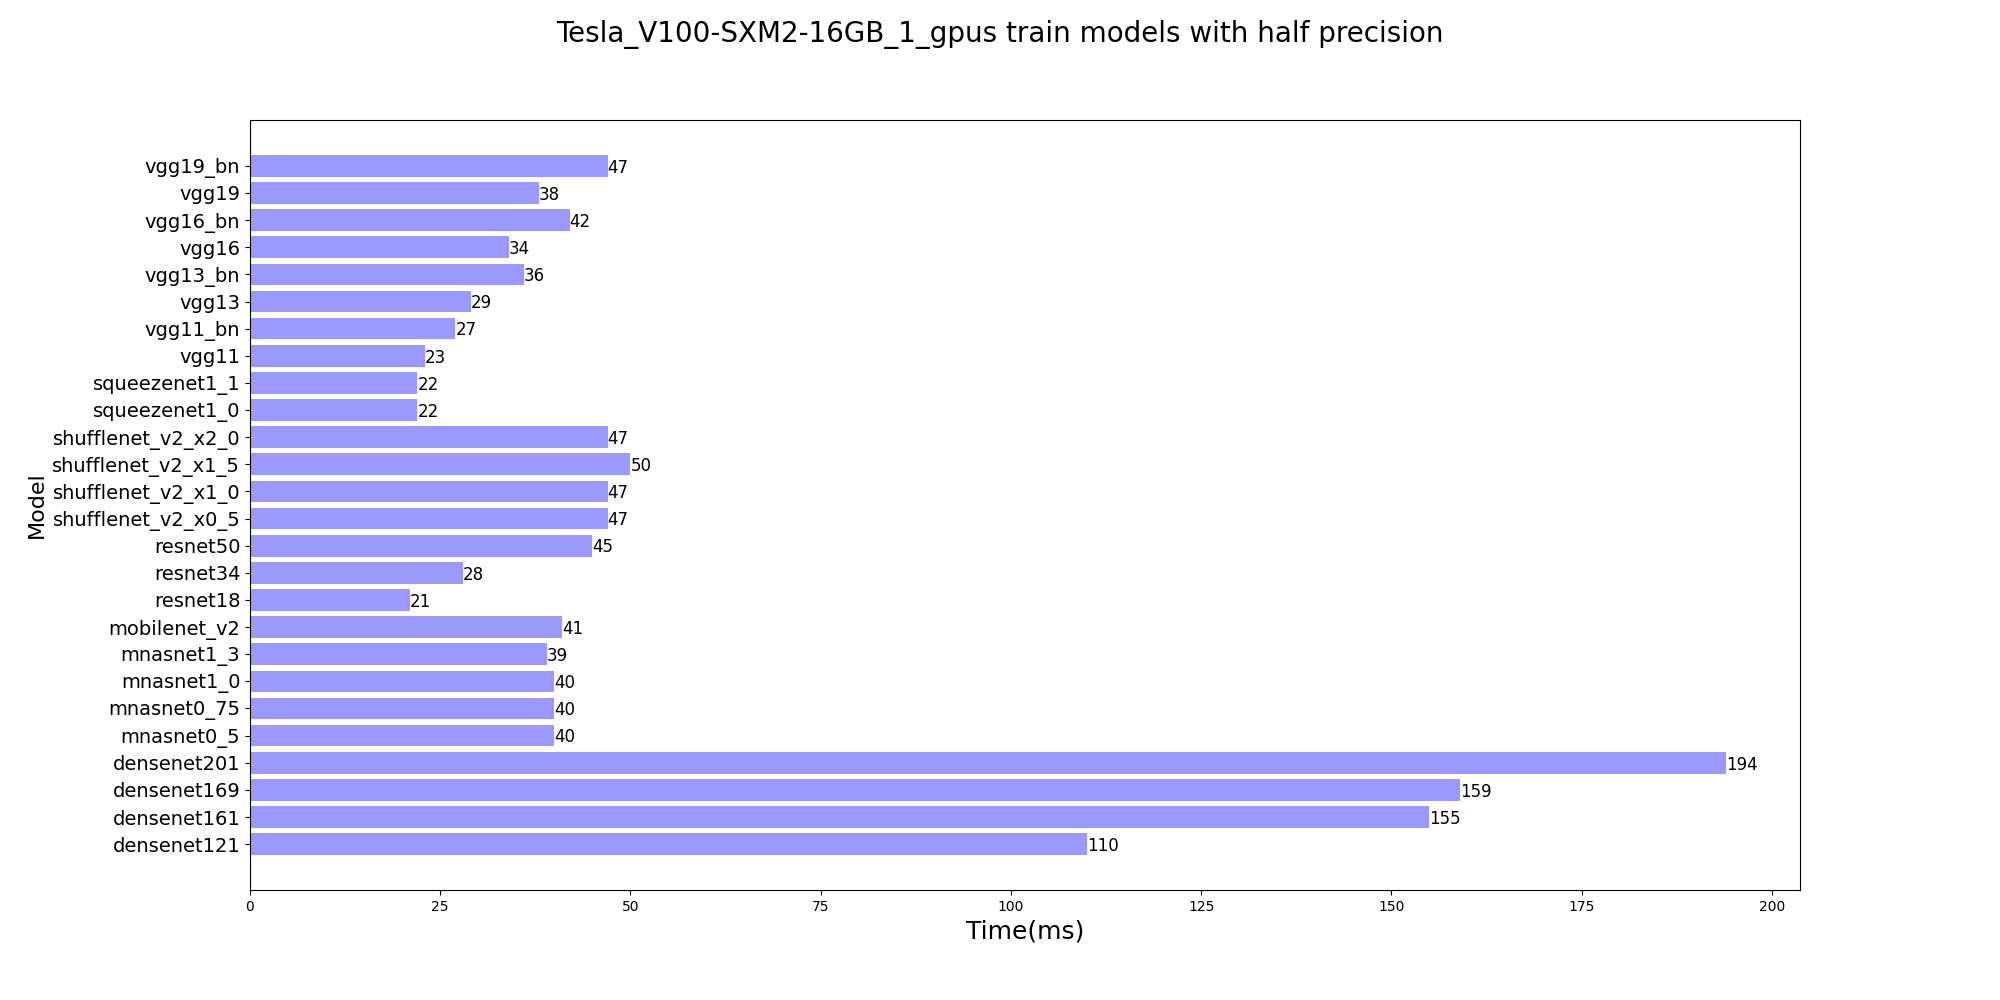 Tesla_V100-SXM2-16GB_1_gpus train models with half precision
Model
vgg19_bn 47
vgg19 38
vgg16_bn 42
vgg16 34
vgg13_bn 36
vgg13 29
vgg11_bn 27
vgg11 23
squeezenet1_1 22
squeezenet1_0 22
shufflenet_v2_x2_0 47
shufflenet_v2_x1_5 50
shufflenet_v2_x1_0 47
shufflenet_v2_x0_5 47
resnet50 45
resnet34 28
resnet18 21
mobilenet_v2 41
mnasnet1_3 39
mnasnet1_0 40
mnasnet0_75 40
mnasnet0_5 40
densenet201 194
densenet169 159
densenet161 155
densenet121 110
0 25 50 75 100 125 150 175 200
Time(ms)